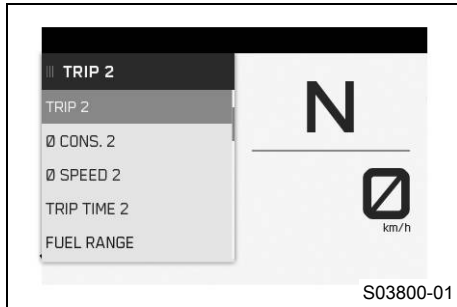 TRIP 2
TRIP 2
Ø CONS. 2
Ø SPEED 2
TRIP TIME 2
FUEL RANGE
N
0
km/h
S03800-01